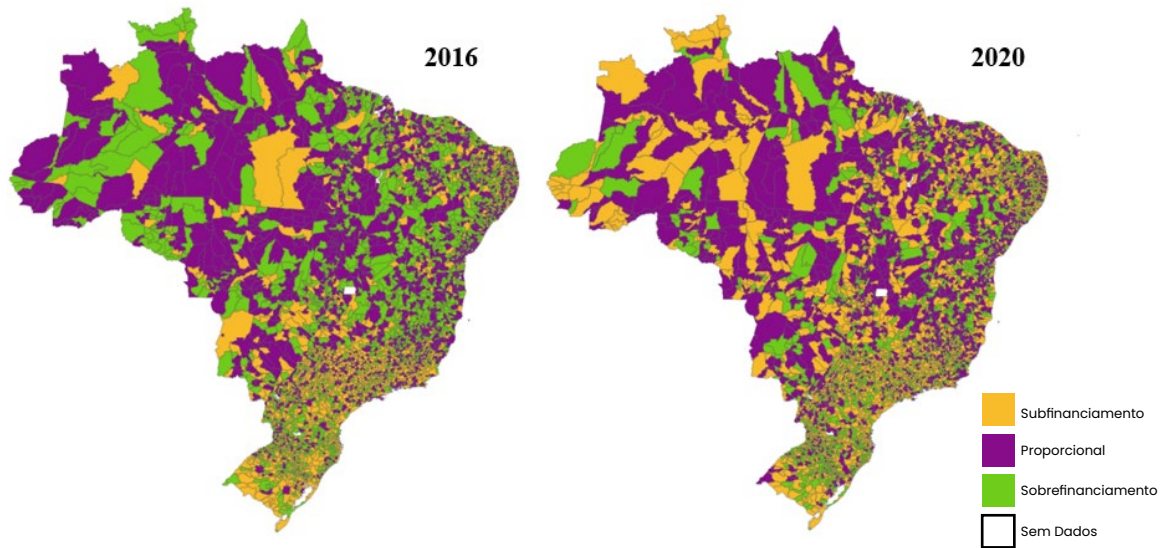 2016
2020
Subfinanciamento
Proporcional
Sobrefinanciamento
Sem Dados